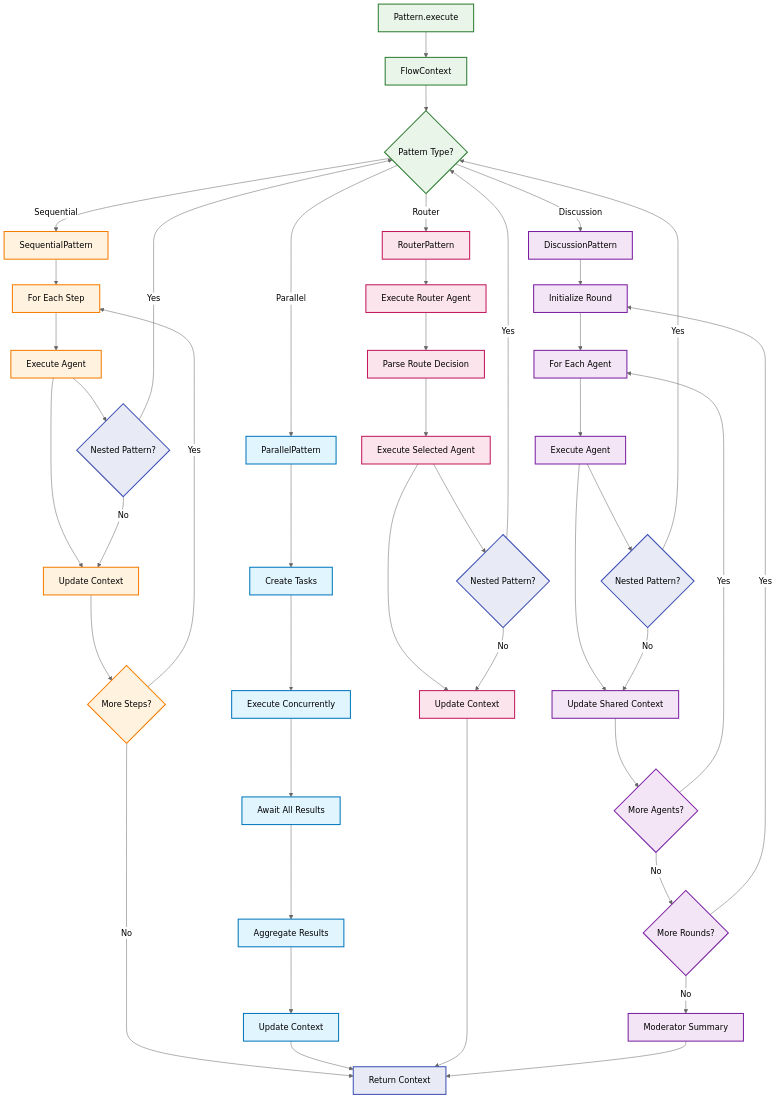 Pattern.execute
FlowContext
Pattern Type?
Sequential
Router
Discussion
SequentialPattern
RouterPattern
DiscussionPattern
For Each Step
Yes
Parallel
Execute Router Agent
Initialize Round
Yes
Yes
Execute Agent
Parse Route Decision
For Each Agent
Nested Pattern?
Yes
ParallelPattern
Execute Selected Agent
Execute Agent
No
Update Context
Create Tasks
Nested Pattern?
Nested Pattern?
Yes
Yes
No
No
More Steps?
Execute Concurrently
Update Context
Update Shared Context
Await All Results
More Agents?
No
No
Aggregate Results
More Rounds?
No
Update Context
Moderator Summary
Return Context